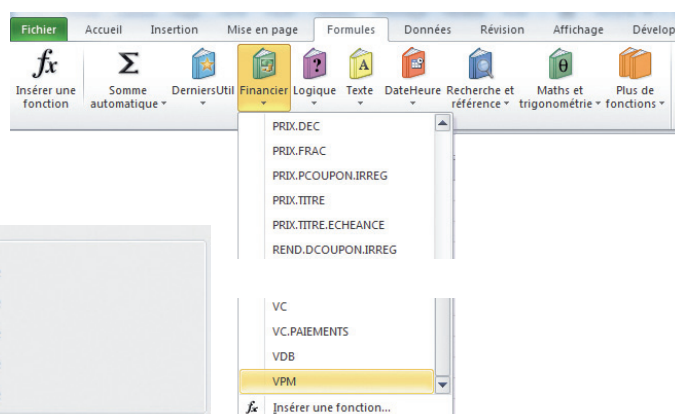 Fichier Accueil Insertion Mise en page Formules Données Révision Affichage Dévelop
fx Σ ? A θ
Insérer une fonction Somme automatique DerniersUtil Financier Logique Texte DateHeure Recherche et référence Maths et trigonométrie Plus de fonctions
PRIX.DEC
PRIX.FRAC
PRIX.PCOUPON.IRREG
PRIX.TITRE
PRIX.TITRE.ECHEANCE
REND.DCOUPON.IRREG
VC
VC.PAIEMENTS
VDB
VPM
fx Insérer une fonction...